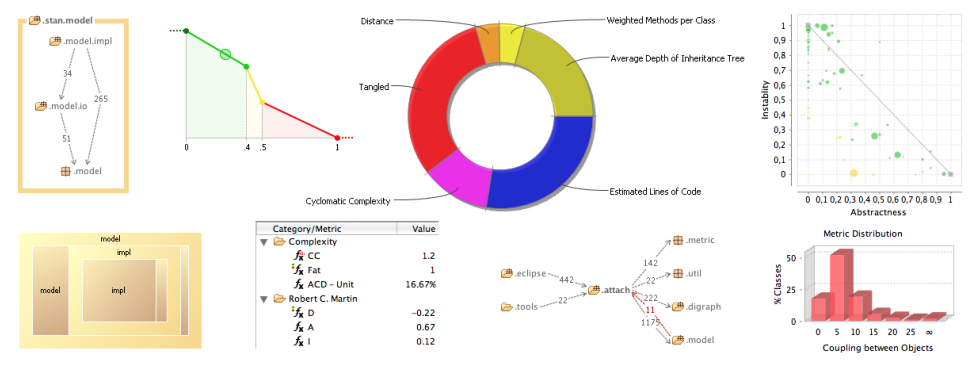 .stan.model
.model.impl
34
265
.model.io
51
.model
0
.4
.5
1
Distance
Weighted Methods per Class
Average Depth of Inheritance Tree
Tangled
Cyclomatic Complexity
Estimated Lines of Code
Instability
1
0,9
0,8
0,7
0,6
0,5
0,4
0,3
0,2
0,1
0
0 0,1 0,2 0,3 0,4 0,5 0,6 0,7 0,8 0,9 1
Abstractness
model
impl
model
impl
Category/Metric Value
Complexity
fx CC 1.2
fx Fat 1
fx ACD - Unit 16.67%
Robert C. Martin
fx D -0.22
fx A 0.67
fx I 0.12
.eclipse
442
.tools
22
.attach
142
.metric
22
.util
222
.digraph
11
1175
.model
Metric Distribution
% Classes
50
25
0
0 5 10 15 20 25 ∞
Coupling between Objects